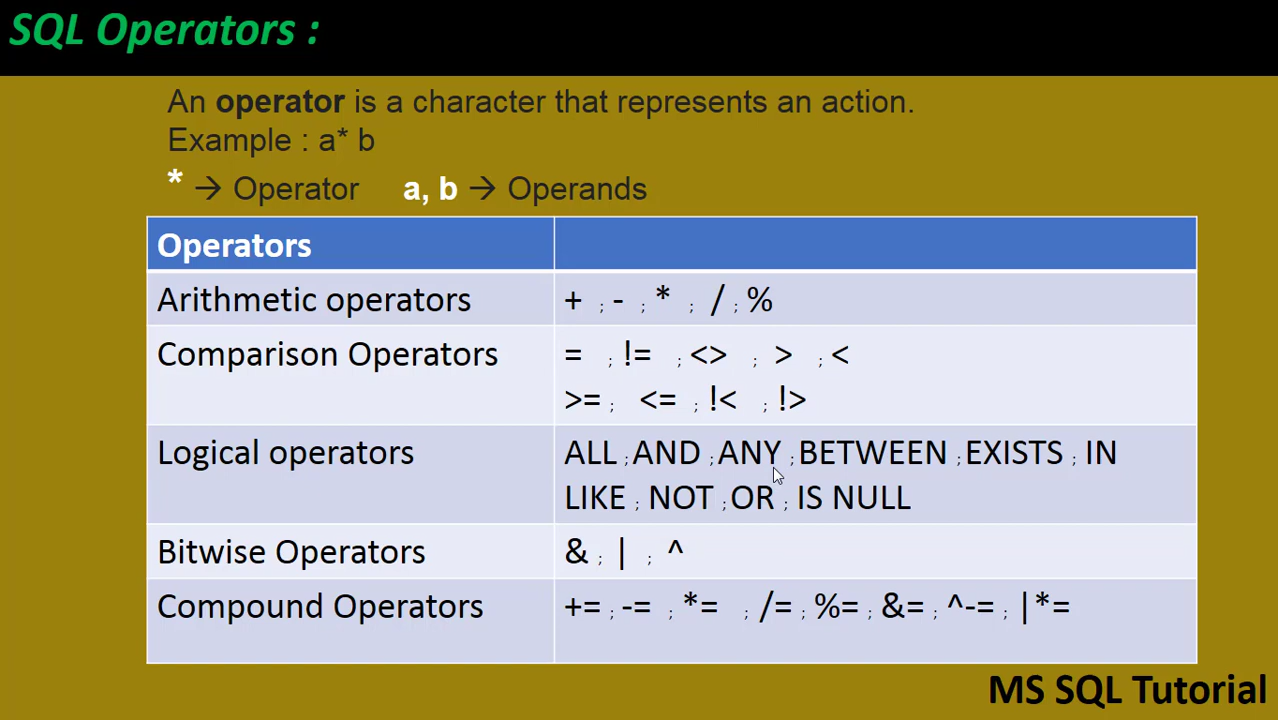 SQL Operators :
An operator is a character that represents an action.
Example : a* b
* → Operator a, b → Operands
Operators
Arithmetic operators + ; - ; * ; / ; %
Comparison Operators = ; != ; <> ; > ; <
>= ; <= ; !< ; !>
Logical operators ALL ; AND ; ANY ; BETWEEN ; EXISTS ; IN
LIKE ; NOT ; OR ; IS NULL
Bitwise Operators & ; | ; ^
Compound Operators += ; -= ; *= ; /= ; %= ; &= ; ^-= ; |*=
MS SQL Tutorial